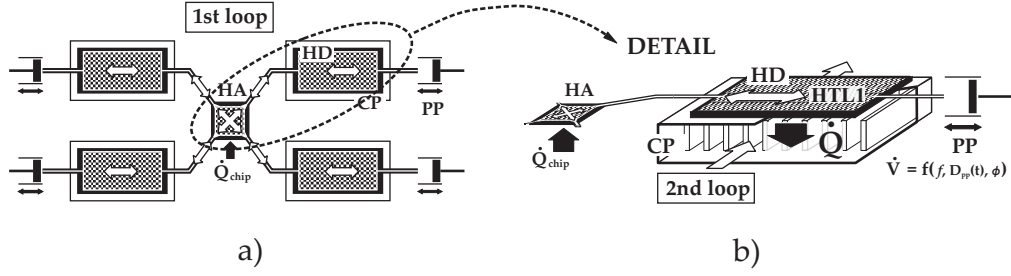 1st loop
HD
HA
CP
PP
Q̇chip
a)
DETAIL
HD
HA
HTL1
Q̇chip
CP
Q̇
PP
2nd loop
V̇ = f(f, DPP(t), ϕ)
b)